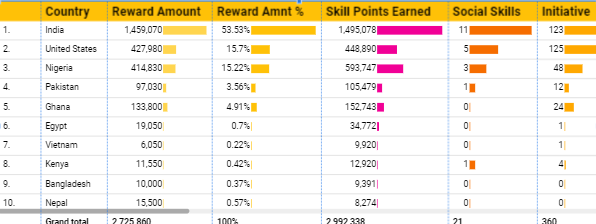 Country Reward Amount Reward Amnt % Skill Points Earned Social Skills Initiative
1. India 1,459,070 53.53% 1,495,078 11 123
2. United States 427,980 15.7% 448,890 5 125
3. Nigeria 414,830 15.22% 593,747 3 48
4. Pakistan 97,030 3.56% 105,479 1 12
5. Ghana 133,800 4.91% 152,743 0 24
6. Egypt 19,050 0.7% 34,772 0 1
7. Vietnam 6,050 0.22% 9,920 0 1
8. Kenya 11,550 0.42% 12,920 1 4
9. Bangladesh 10,000 0.37% 9,391 0 0
10. Nepal 15,500 0.57% 8,274 0 0
Grand total 2,725,860 100% 2,992,338 21 360